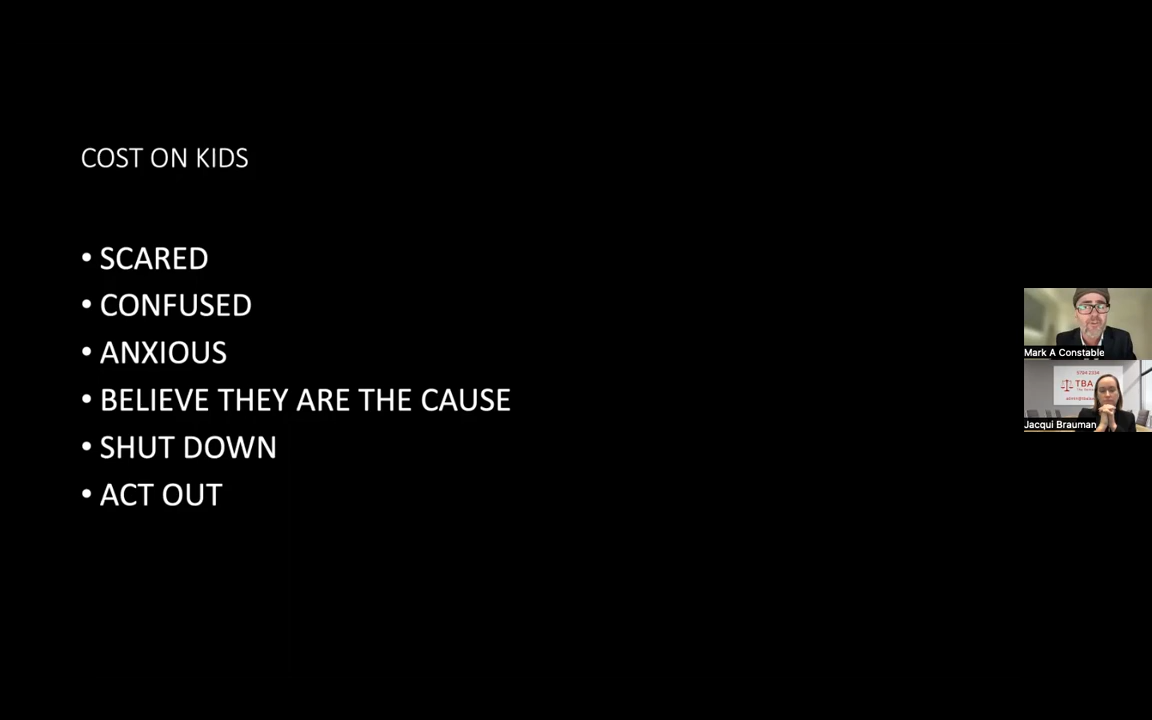 COST ON KIDS
• SCARED
• CONFUSED
• ANXIOUS
• BELIEVE THEY ARE THE CAUSE
• SHUT DOWN
• ACT OUT
Mark A Constable
TBA
Jacqui Brauman